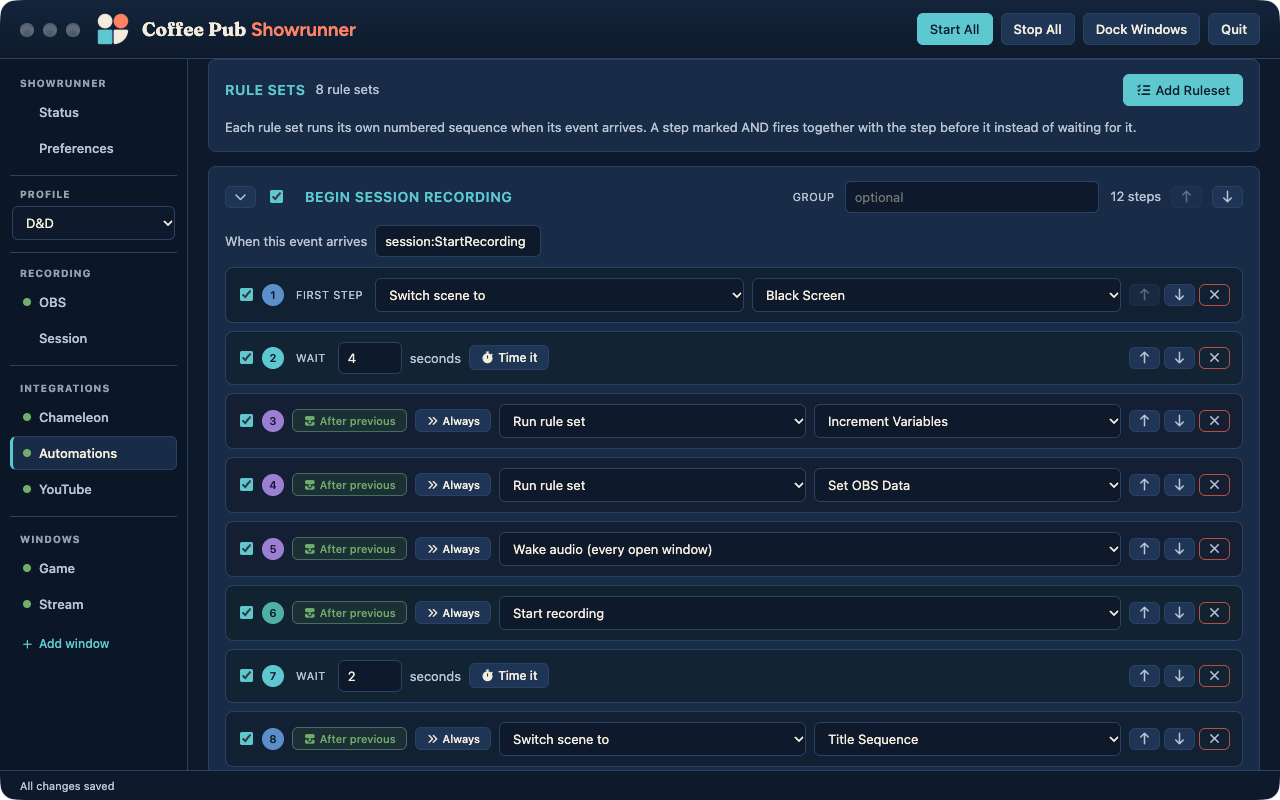 Coffee Pub Showrunner
Start All
Stop All
Dock Windows
Quit
SHOWRUNNER
Status
Preferences
PROFILE
D&D
RECORDING
OBS
Session
INTEGRATIONS
Chameleon
Automations
YouTube
WINDOWS
Game
Stream
+ Add window
RULE SETS 8 rule sets
Add Ruleset
Each rule set runs its own numbered sequence when its event arrives. A step marked AND fires together with the step before it instead of waiting for it.
BEGIN SESSION RECORDING GROUP optional 12 steps
When this event arrives session:StartRecording
1 FIRST STEP Switch scene to Black Screen
2 WAIT 4 seconds Time it
3 After previous Always Run rule set Increment Variables
4 After previous Always Run rule set Set OBS Data
5 After previous Always Wake audio (every open window)
6 After previous Always Start recording
7 WAIT 2 seconds Time it
8 After previous Always Switch scene to Title Sequence
All changes saved